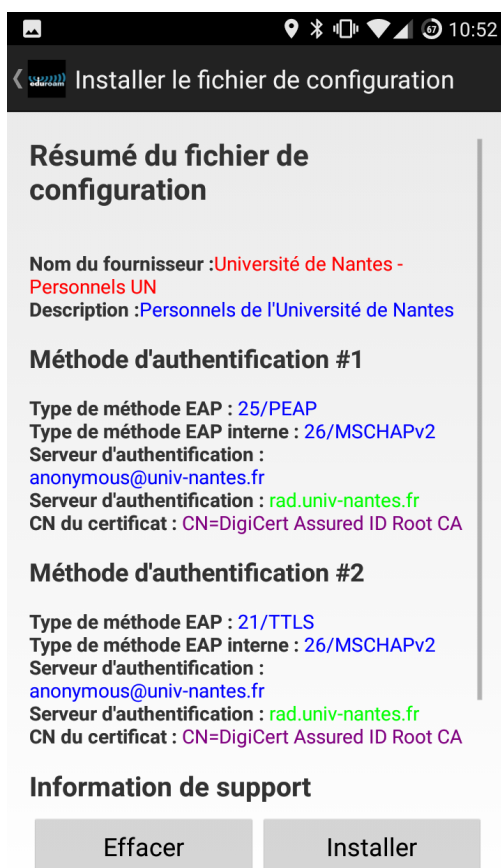 67 10:52
eduroam Installer le fichier de configuration
Résumé du fichier de
configuration
Nom du fournisseur :Université de Nantes -
Personnels UN
Description :Personnels de l'Université de Nantes
Méthode d'authentification #1
Type de méthode EAP : 25/PEAP
Type de méthode EAP interne : 26/MSCHAPv2
Serveur d'authentification :
anonymous@univ-nantes.fr
Serveur d'authentification : rad.univ-nantes.fr
CN du certificat : CN=DigiCert Assured ID Root CA
Méthode d'authentification #2
Type de méthode EAP : 21/TTLS
Type de méthode EAP interne : 26/MSCHAPv2
Serveur d'authentification :
anonymous@univ-nantes.fr
Serveur d'authentification : rad.univ-nantes.fr
CN du certificat : CN=DigiCert Assured ID Root CA
Information de support
Effacer Installer